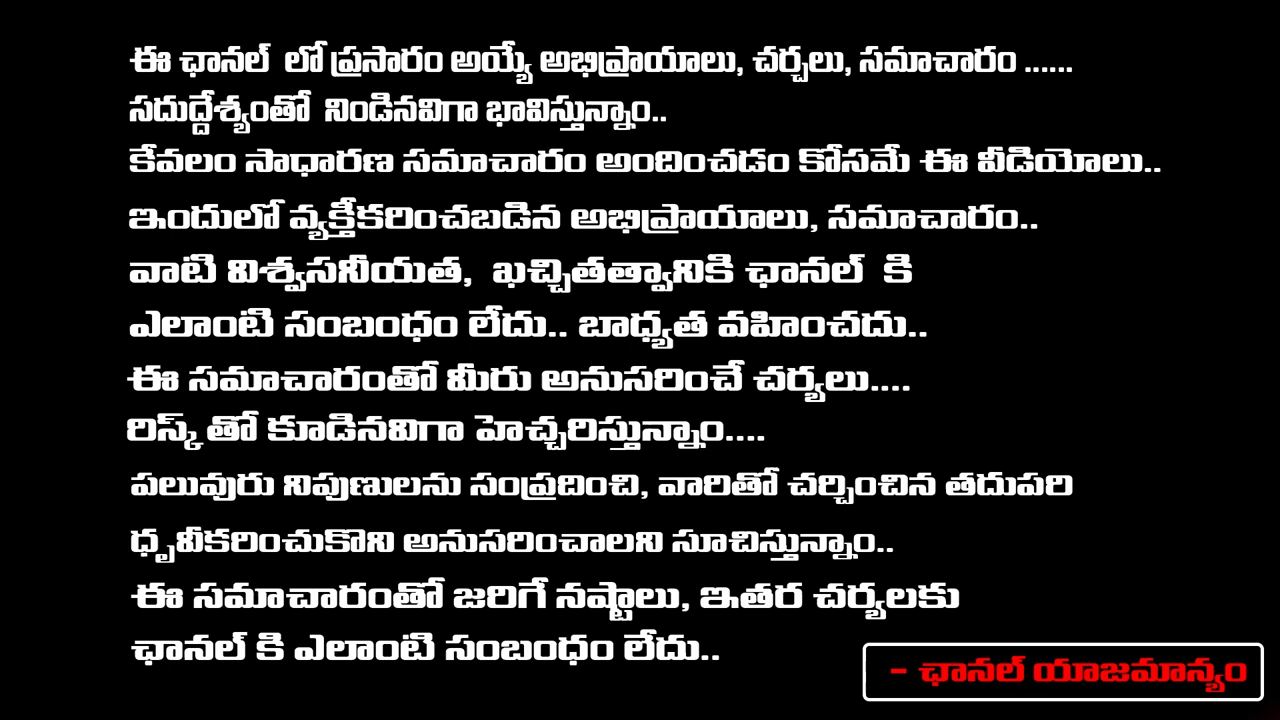 ఈ ఛానల్ లో ప్రసారం అయ్యే అభిప్రాయాలు, చర్చలు, సమాచారం ......
సదుద్దేశ్యంతో నిండినవిగా భావిస్తున్నాం..
కేవలం సాధారణ సమాచారం అందించడం కోసమే ఈ వీడియోలు..
ఇందులో వ్యక్తీకరించబడిన అభిప్రాయాలు, సమాచారం..
వాటి విశ్వసనీయత, ఖచ్చితత్వానికి ఛానల్ కి
ఎలాంటి సంబంధం లేదు.. బాధ్యత వహించదు..
ఈ సమాచారంతో మీరు అనుసరించే చర్యలు....
రిస్క్ తో కూడినవిగా హెచ్చరిస్తున్నాం....
పలువురు నిపుణులను సంప్రదించి, వారితో చర్చించిన తదుపరి
ధృవీకరించుకొని అనుసరించాలని సూచిస్తున్నాం..
ఈ సమాచారంతో జరిగే నష్టాలు, ఇతర చర్యలకు
ఛానల్ కి ఎలాంటి సంబంధం లేదు..
- ఛానల్ యాజమాన్యం